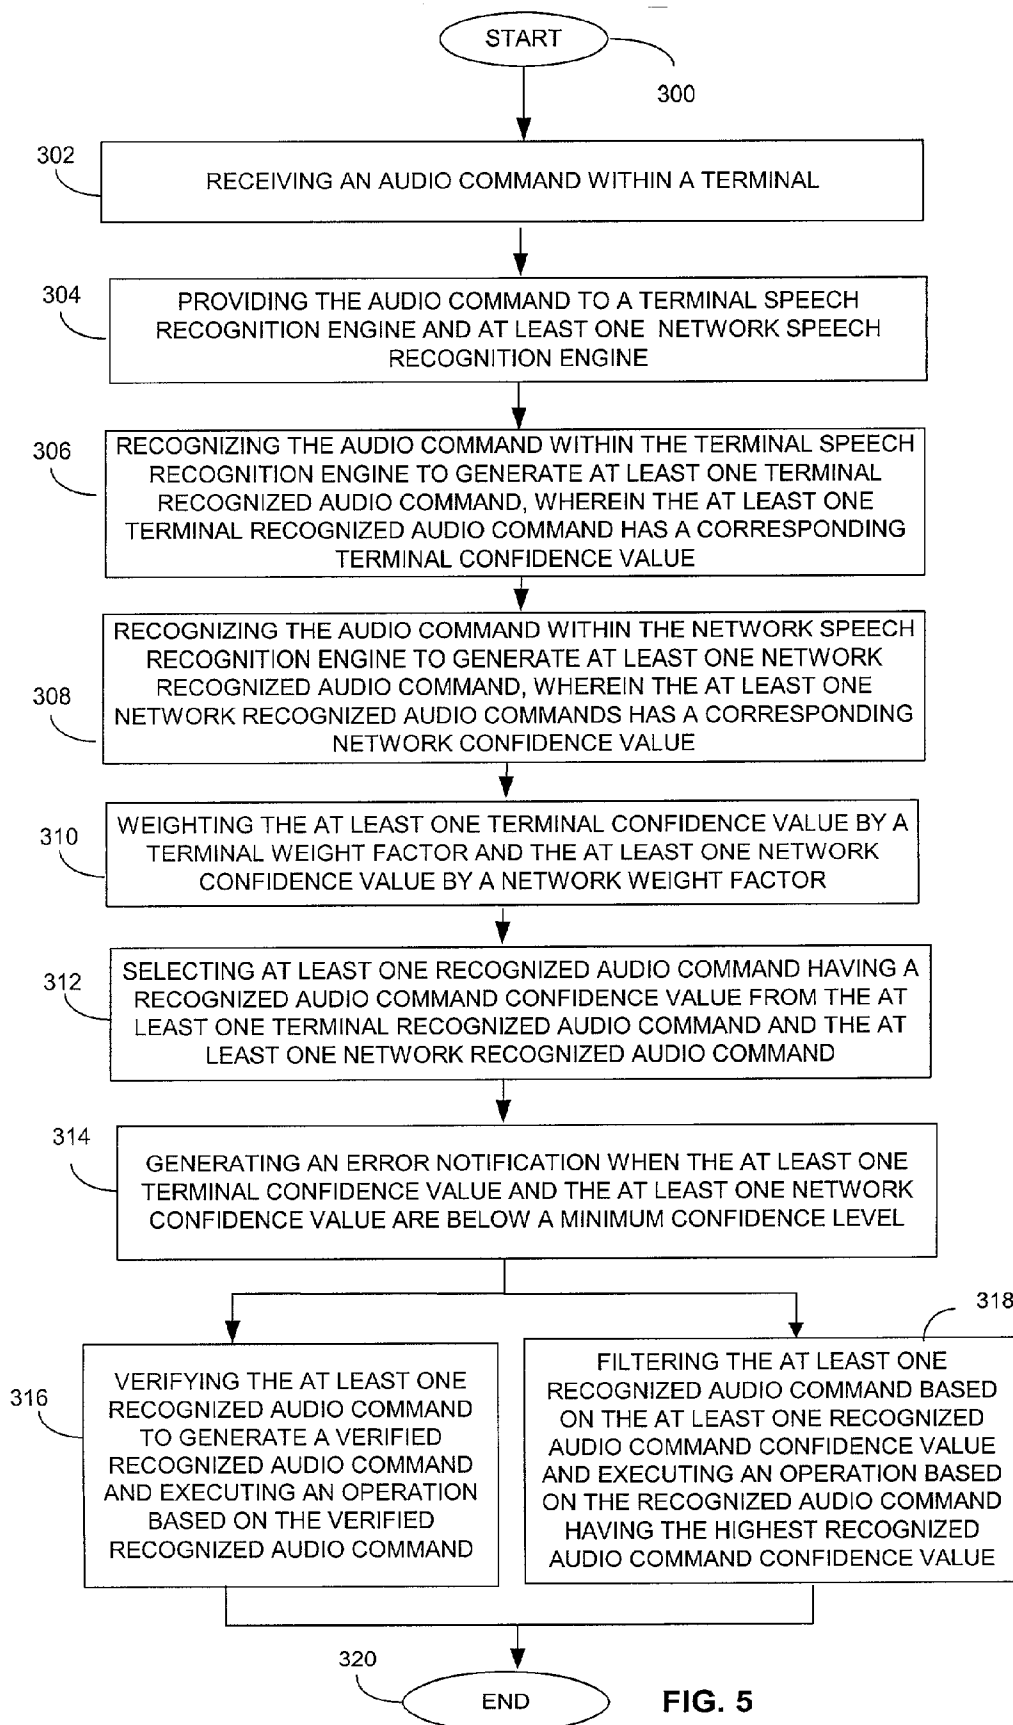 START
300
302
RECEIVING AN AUDIO COMMAND WITHIN A TERMINAL
304
PROVIDING THE AUDIO COMMAND TO A TERMINAL SPEECH
RECOGNITION ENGINE AND AT LEAST ONE NETWORK SPEECH
RECOGNITION ENGINE
306
RECOGNIZING THE AUDIO COMMAND WITHIN THE TERMINAL SPEECH
RECOGNITION ENGINE TO GENERATE AT LEAST ONE TERMINAL
RECOGNIZED AUDIO COMMAND, WHEREIN THE AT LEAST ONE
TERMINAL RECOGNIZED AUDIO COMMAND HAS A CORRESPONDING
TERMINAL CONFIDENCE VALUE
308
RECOGNIZING THE AUDIO COMMAND WITHIN THE NETWORK SPEECH
RECOGNITION ENGINE TO GENERATE AT LEAST ONE NETWORK
RECOGNIZED AUDIO COMMAND, WHEREIN THE AT LEAST ONE
NETWORK RECOGNIZED AUDIO COMMANDS HAS A CORRESPONDING
NETWORK CONFIDENCE VALUE
310
WEIGHTING THE AT LEAST ONE TERMINAL CONFIDENCE VALUE BY A
TERMINAL WEIGHT FACTOR AND THE AT LEAST ONE NETWORK
CONFIDENCE VALUE BY A NETWORK WEIGHT FACTOR
312
SELECTING AT LEAST ONE RECOGNIZED AUDIO COMMAND HAVING A
RECOGNIZED AUDIO COMMAND CONFIDENCE VALUE FROM THE AT
LEAST ONE TERMINAL RECOGNIZED AUDIO COMMAND AND THE AT
LEAST ONE NETWORK RECOGNIZED AUDIO COMMAND
314
GENERATING AN ERROR NOTIFICATION WHEN THE AT LEAST ONE
TERMINAL CONFIDENCE VALUE AND THE AT LEAST ONE NETWORK
CONFIDENCE VALUE ARE BELOW A MINIMUM CONFIDENCE LEVEL
316
VERIFYING THE AT LEAST ONE
RECOGNIZED AUDIO COMMAND
TO GENERATE A VERIFIED
RECOGNIZED AUDIO COMMAND
AND EXECUTING AN OPERATION
BASED ON THE VERIFIED
RECOGNIZED AUDIO COMMAND
318
FILTERING THE AT LEAST ONE
RECOGNIZED AUDIO COMMAND BASED
ON THE AT LEAST ONE RECOGNIZED
AUDIO COMMAND CONFIDENCE VALUE
AND EXECUTING AN OPERATION BASED
ON THE RECOGNIZED AUDIO COMMAND
HAVING THE HIGHEST RECOGNIZED
AUDIO COMMAND CONFIDENCE VALUE
320
END
FIG. 5